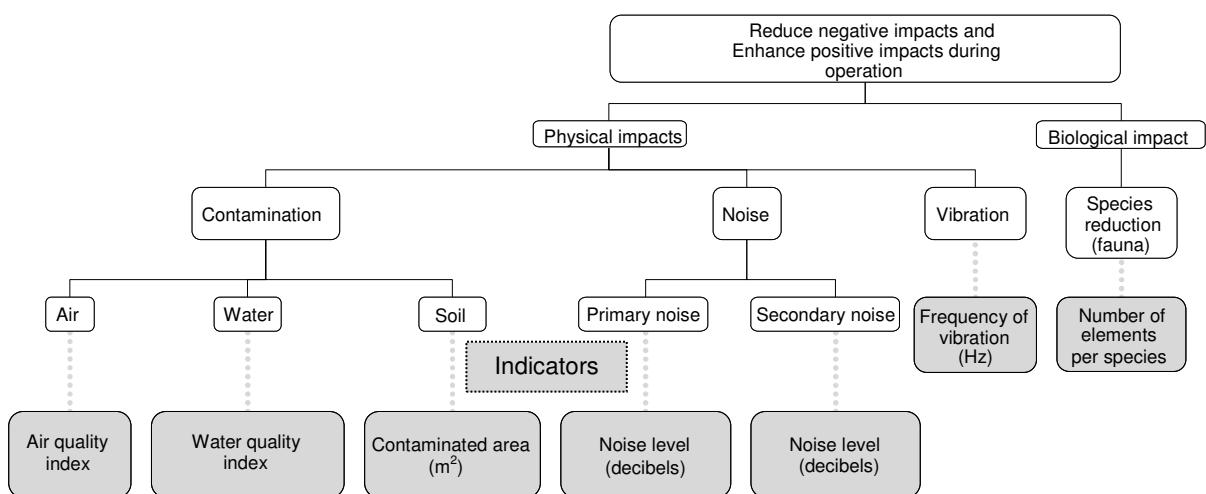 Reduce negative impacts and
Enhance positive impacts during
operation
Physical impacts
Biological impact
Contamination
Noise
Vibration
Species
reduction
(fauna)
Air
Water
Soil
Primary noise
Secondary noise
Frequency of
vibration
(Hz)
Number of
elements
per species
Indicators
Air quality
index
Water quality
index
Contaminated area
(m²)
Noise level
(decibels)
Noise level
(decibels)